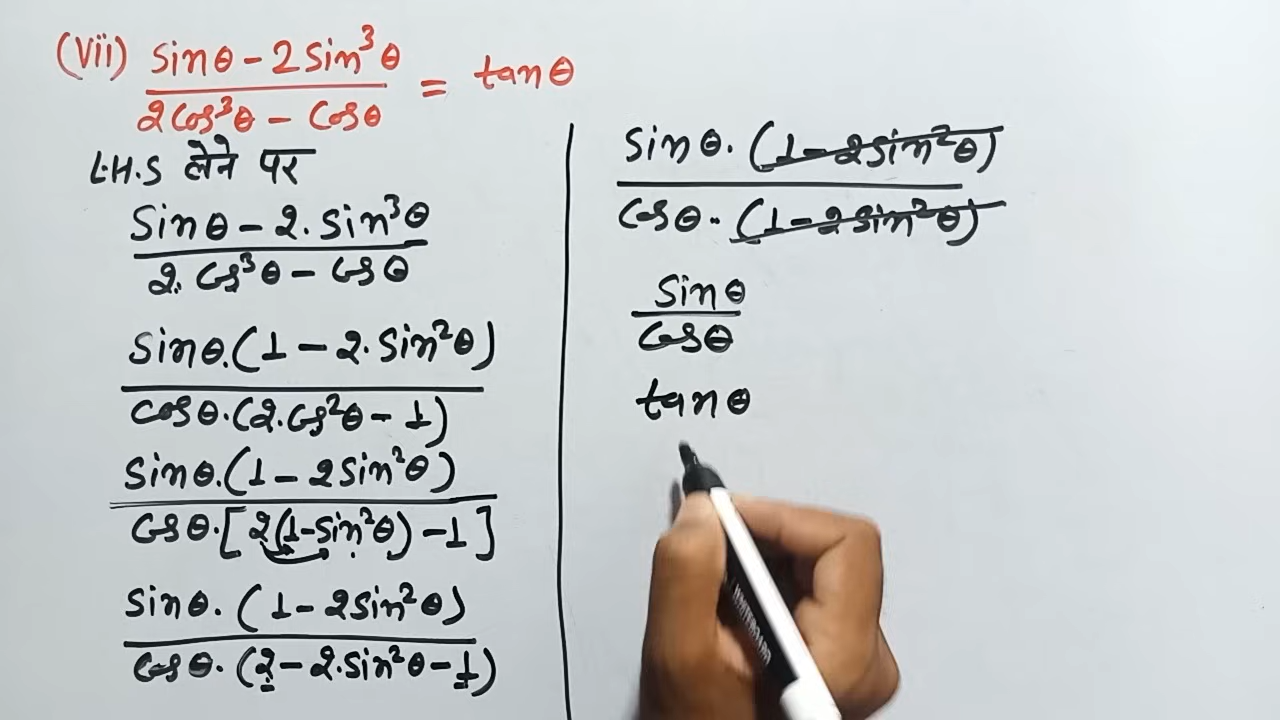 (vii) sinθ - 2sin³θ
2cos³θ - cosθ
= tanθ
L.H.S लेने पर
sinθ - 2.sin³θ
2.cos³θ - cosθ
sinθ.(1 - 2.sin²θ)
cosθ.(2.cos²θ - 1)
sinθ.(1 - 2sin²θ)
cosθ.[2(1-sin²θ) - 1]
sinθ.(1 - 2sin²θ)
cosθ.(2 - 2.sin²θ - 1)
sinθ.(1 - 2sin²θ)
cosθ.(1 - 2sin²θ)
sinθ
cosθ
tanθ